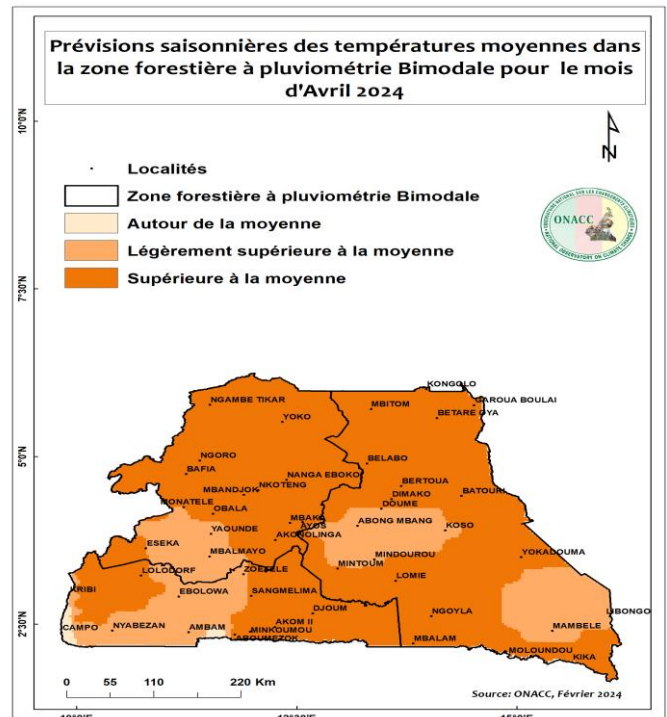 Prévisions saisonnières des températures moyennes dans
la zone forestière à pluviométrie Bimodale pour le mois
d'Avril 2024
10°0'N
N
Localités
Zone forestière à pluviométrie Bimodale
Autour de la moyenne
Légèrement supérieure à la moyenne
Supérieure à la moyenne
ONACC
7°30'N
KONGOLO
NGAMBE TIKAR
MBITOM
GAROUA BOULAI
YOKO
BETARE OYA
5°0'N
NGORO
BELABO
BAFIA
NANGA EBOKO
BERTOUA
MBANDJOK
NKOTENG
DIMAKO
BATOURI
MONATELE
OBALA
DOUME
MBAKE
ABONG MBANG
YAOUNDE
AYOS
KOSO
AKONOLINGA
ESEKA
MBALMAYO
MINDOUROU
YOKADOUMA
LOLODORF
ZOETELE
MINTOUM
KRIBI
EBOLOWA
SANGMELIMA
LOMIE
DJOUM
NGOYLA
LIBONGO
2°30'N
CAMPO
NYABEZAN
AMBAM
AKOM II
MINKOUMOU
MAMBELE
ABOUMEZOK
MBALAM
MOLOUNDOU
KIKA
0 55 110 220 Km
Source: ONACC, Février 2024